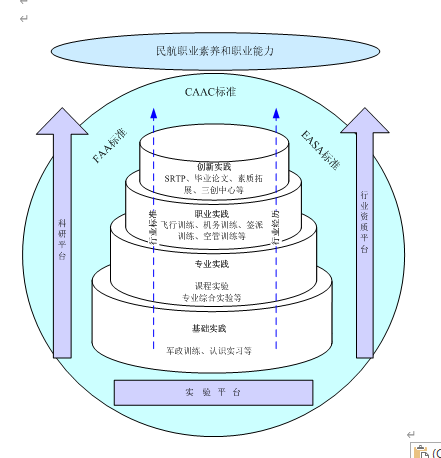 民航职业素养和职业能力
CAAC标准
FAA标准
EASA标准
创新实践
SRTP、毕业论文、素质拓
展、三创中心等
职业实践
飞行训练、机务训练、签派
训练、空管训练等
行业标准
行业经历
专业实践
课程实验
专业综合实验等
基础实践
军政训练、认识实习等
科研平台
行业资质平台
实验平台